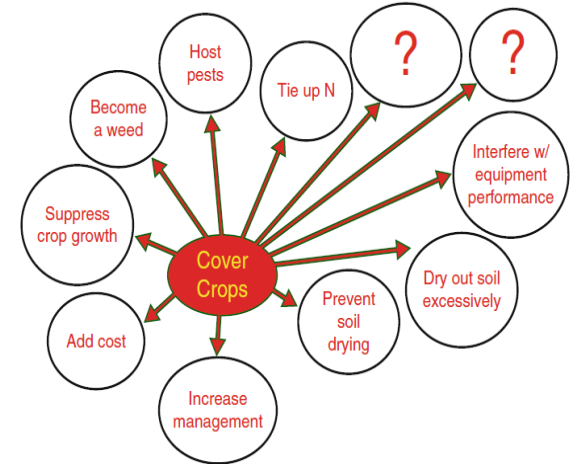 Host
pests
Tie up N
?
?
Become
a weed
Interfere w/
equipment
performance
Suppress
crop growth
Cover
Crops
Dry out soil
excessively
Prevent
soil
drying
Add cost
Increase
management